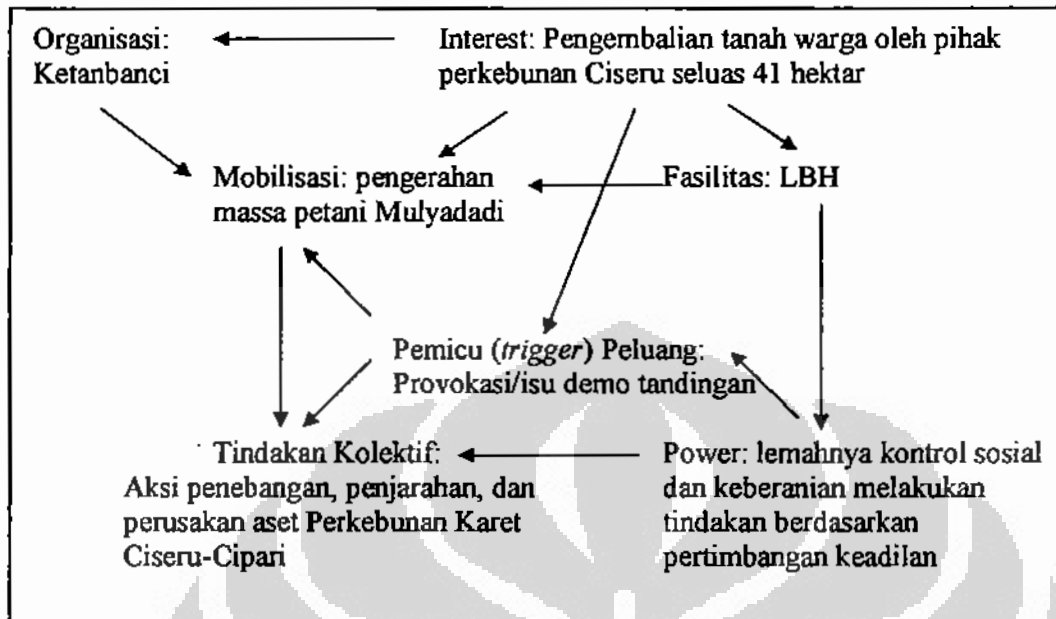 Organisasi:
Ketanbanci
Interest: Pengembalian tanah warga oleh pihak
perkebunan Ciseru seluas 41 hektar
Mobilisasi: pengerahan
massa petani Mulyadadi
Fasilitas: LBH
Pemicu (trigger) Peluang:
Provokasi/isu demo tandingan
Tindakan Kolektif:
Aksi penebangan, penjarahan, dan
perusakan aset Perkebunan Karet
Ciseru-Cipari
Power: lemahnya kontrol sosial
dan keberanian melakukan
tindakan berdasarkan
pertimbangan keadilan